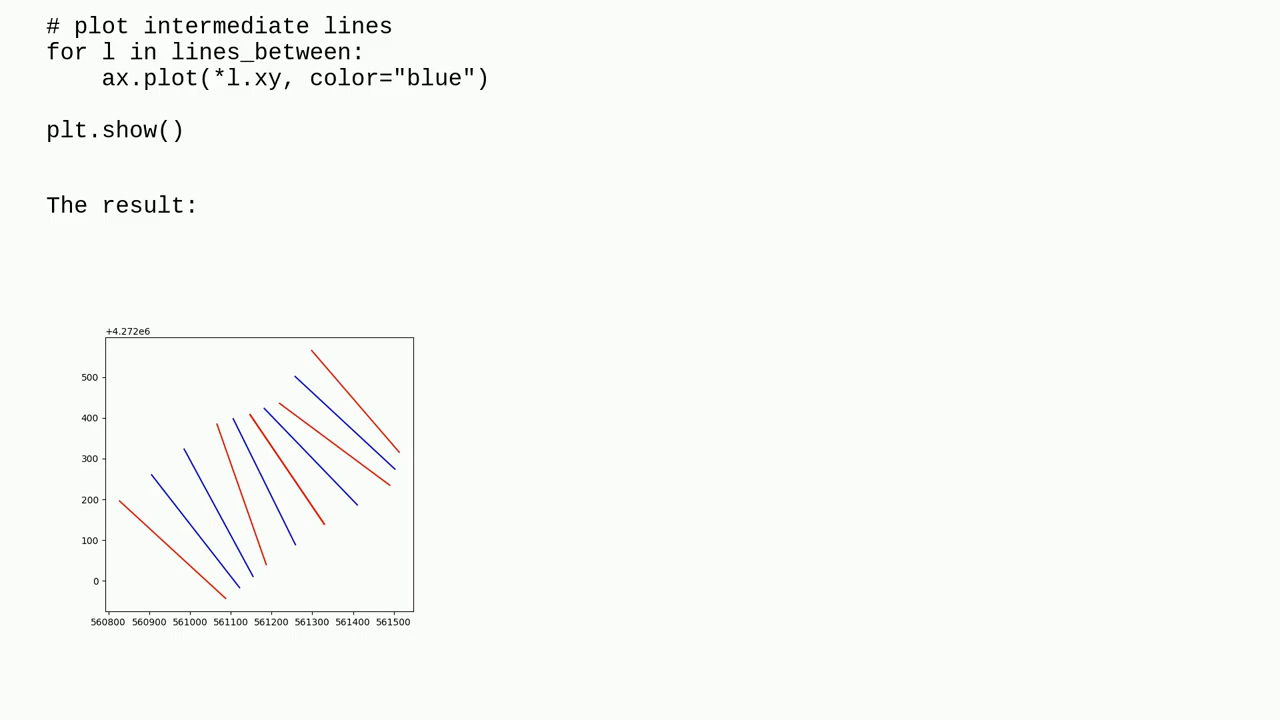 # plot intermediate lines
for l in lines_between:
    ax.plot(*l.xy, color="blue")
plt.show()
The result:
+4.272e6
500
400
300
200
100
0
560800 560900 561000 561100 561200 561300 561400 561500